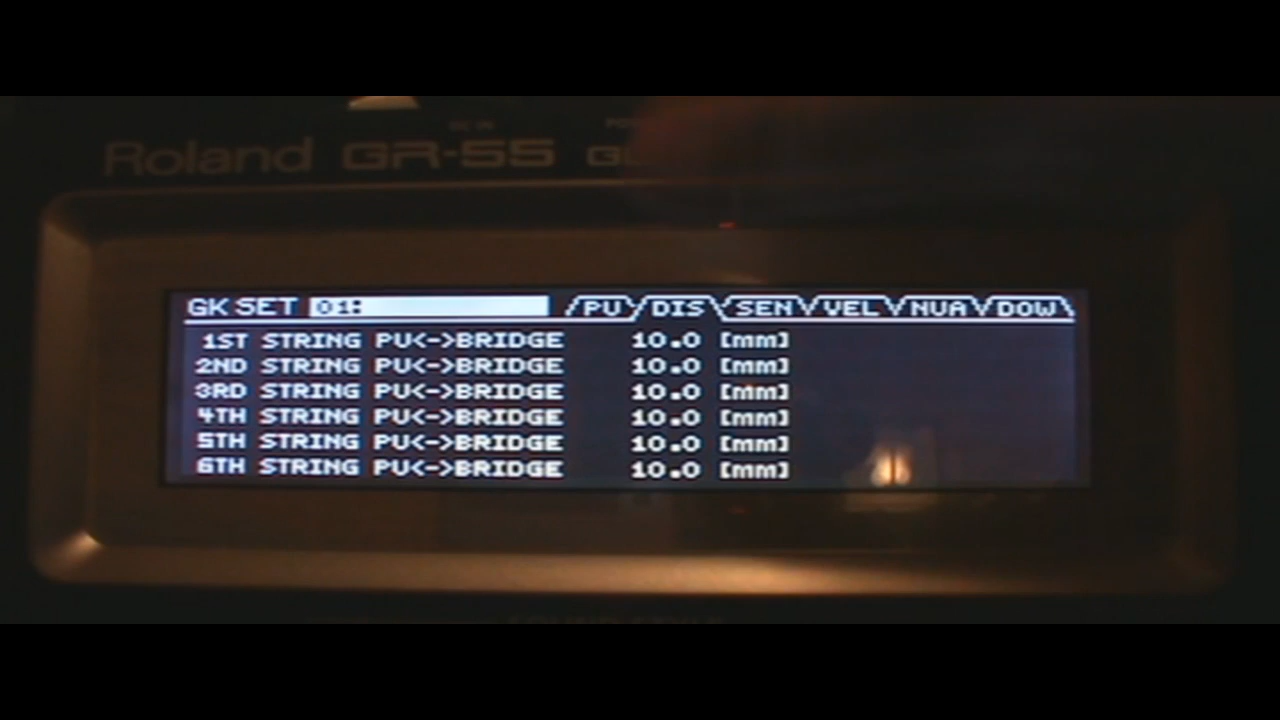 Roland GR-55
GK SET 01: PU DIS SEN VEL NUA DOW
1ST STRING PU<->BRIDGE 10.0 [mm]
2ND STRING PU<->BRIDGE 10.0 [mm]
3RD STRING PU<->BRIDGE 10.0 [mm]
4TH STRING PU<->BRIDGE 10.0 [mm]
5TH STRING PU<->BRIDGE 10.0 [mm]
6TH STRING PU<->BRIDGE 10.0 [mm]